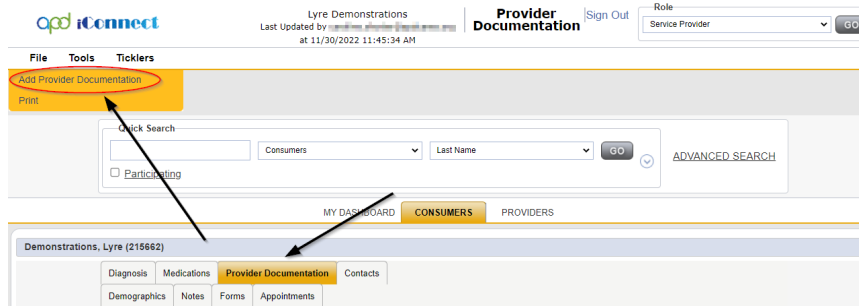 apd iConnect
Lyre Demonstrations
Last Updated by
at 11/30/2022 11:45:34 AM
Provider
Documentation
Sign Out
Role
Service Provider
GO
File Tools Ticklers
Add Provider Documentation
Print
Quick Search
Consumers
Last Name
GO
ADVANCED SEARCH
Participating
MY DASHBOARD CONSUMERS PROVIDERS
Demonstrations, Lyre (215662)
Diagnosis Medications Provider Documentation Contacts
Demographics Notes Forms Appointments